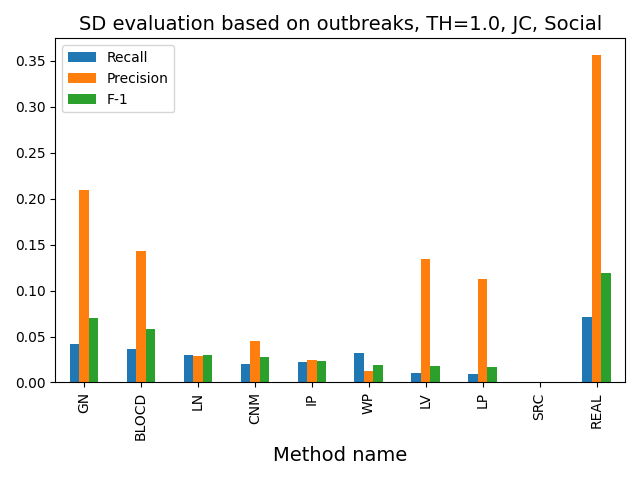 SD evaluation based on outbreaks, TH=1.0, JC, Social
Recall
Precision
F-1
0.35
0.30
0.25
0.20
0.15
0.10
0.05
0.00
GN
BLOCD
LN
CNM
IP
WP
LV
LP
SRC
REAL
Method name